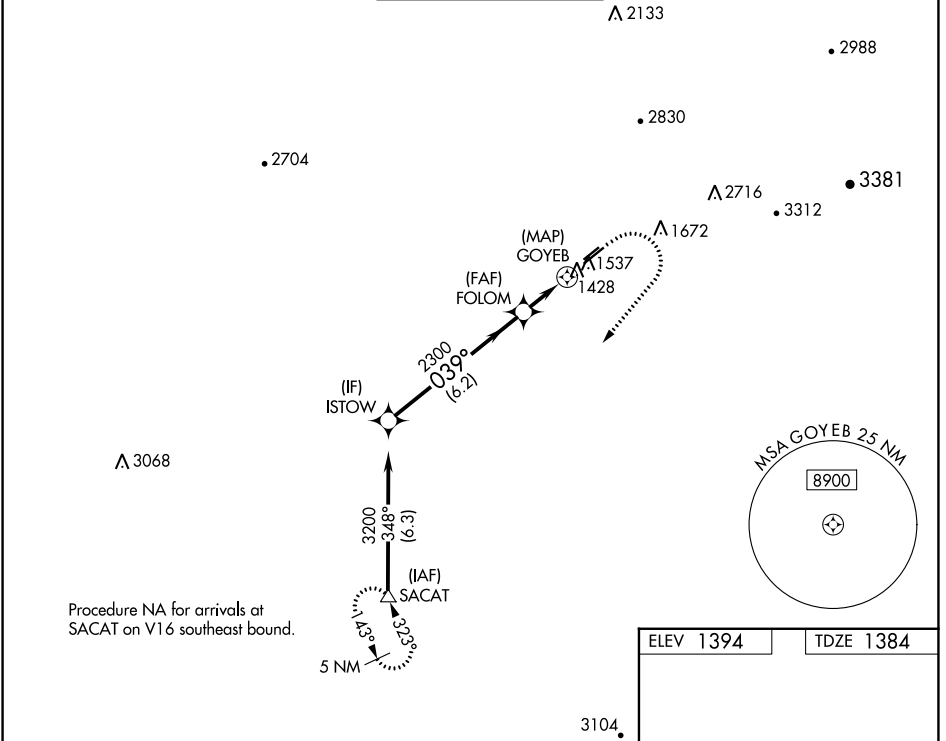 2133
2988
2830
2704
3381
2716
3312
1672
(MAP)
GOYEB
1537
1428
(FAF)
FOLOM
2300
039°
(6.2)
(IF)
ISTOW
3068
MSA GOYEB 25 NM
8900
3200
348°
(6.3)
(IAF)
SACAT
143°
323°
5 NM
Procedure NA for arrivals at
SACAT on V16 southeast bound.
ELEV 1394
TDZE 1384
3104